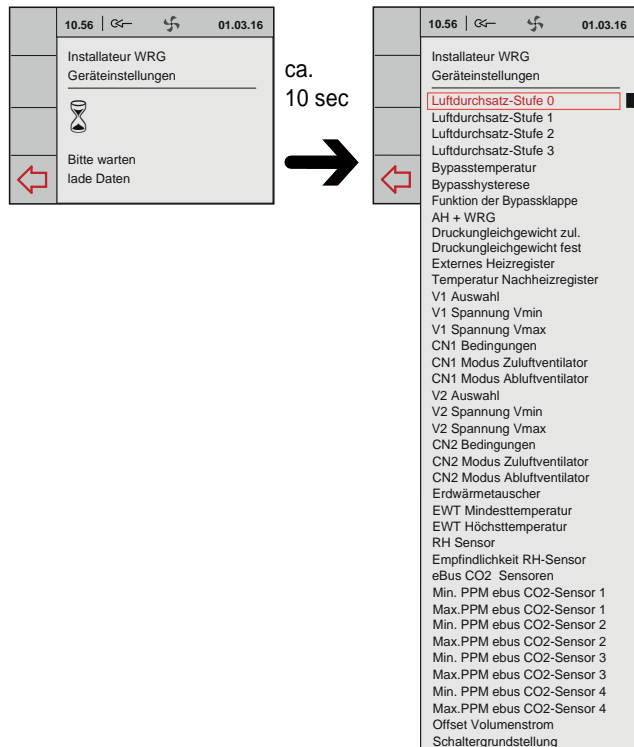 10.56 01.03.16
Installateur WRG
Geräteinstellungen
Bitte warten
lade Daten
ca.
10 sec
10.56 01.03.16
Installateur WRG
Geräteinstellungen
Luftdurchsatz-Stufe 0
Luftdurchsatz-Stufe 1
Luftdurchsatz-Stufe 2
Luftdurchsatz-Stufe 3
Bypasstemperatur
Bypasshysterese
Funktion der Bypassklappe
AH + WRG
Druckungleichgewicht zul.
Druckungleichgewicht fest
Externes Heizregister
Temperatur Nachheizregister
V1 Auswahl
V1 Spannung Vmin
V1 Spannung Vmax
CN1 Bedingungen
CN1 Modus Zuluftventilator
CN1 Modus Abluftventilator
V2 Auswahl
V2 Spannung Vmin
V2 Spannung Vmax
CN2 Bedingungen
CN2 Modus Zuluftventilator
CN2 Modus Abluftventilator
Erdwärmetauscher
EWT Mindesttemperatur
EWT Höchsttemperatur
RH Sensor
Empfindlichkeit RH-Sensor
eBus CO2 Sensoren
Min. PPM ebus CO2-Sensor 1
Max.PPM ebus CO2-Sensor 1
Min. PPM ebus CO2-Sensor 2
Max.PPM ebus CO2-Sensor 2
Min. PPM ebus CO2-Sensor 3
Max.PPM ebus CO2-Sensor 3
Min. PPM ebus CO2-Sensor 4
Max.PPM ebus CO2-Sensor 4
Offset Volumenstrom
Schaltergrundstellung